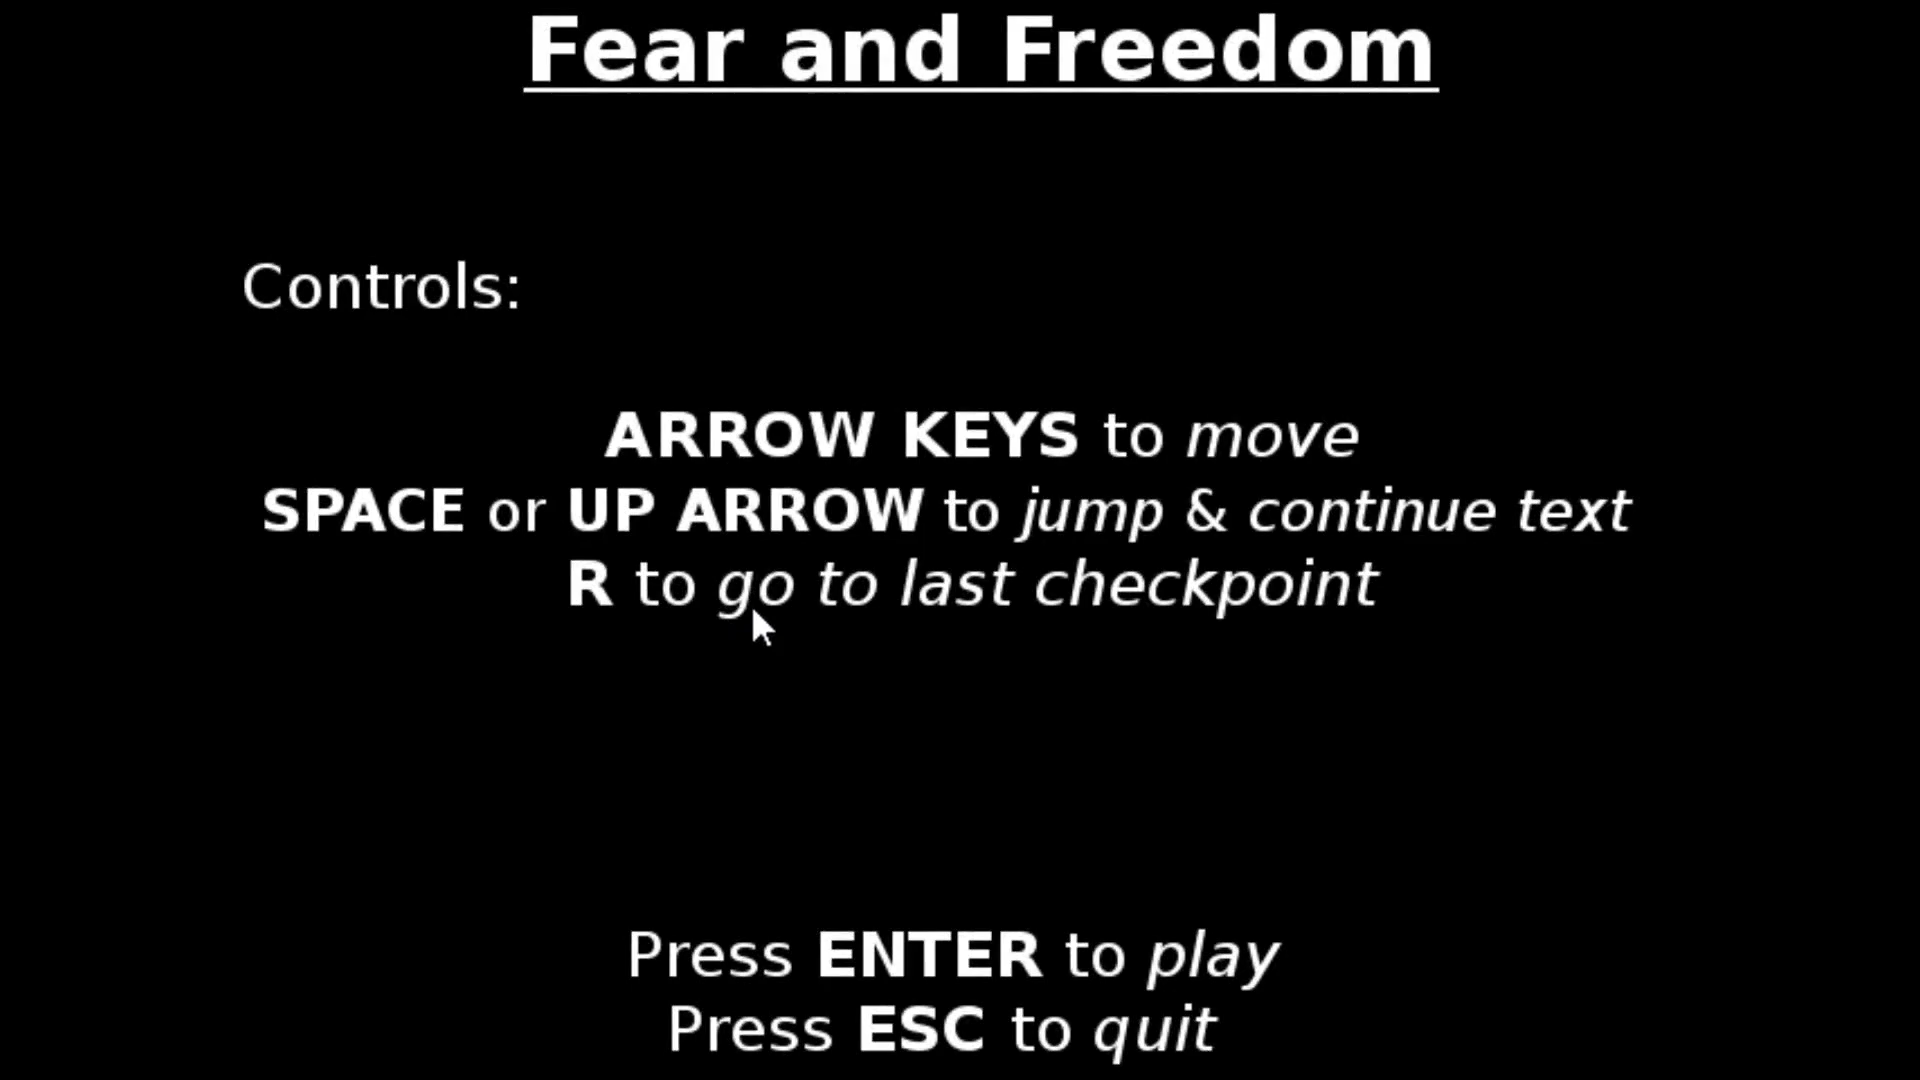 Fear and Freedom
Controls:
ARROW KEYS to move
SPACE or UP ARROW to jump & continue text
R to go to last checkpoint
Press ENTER to play
Press ESC to quit